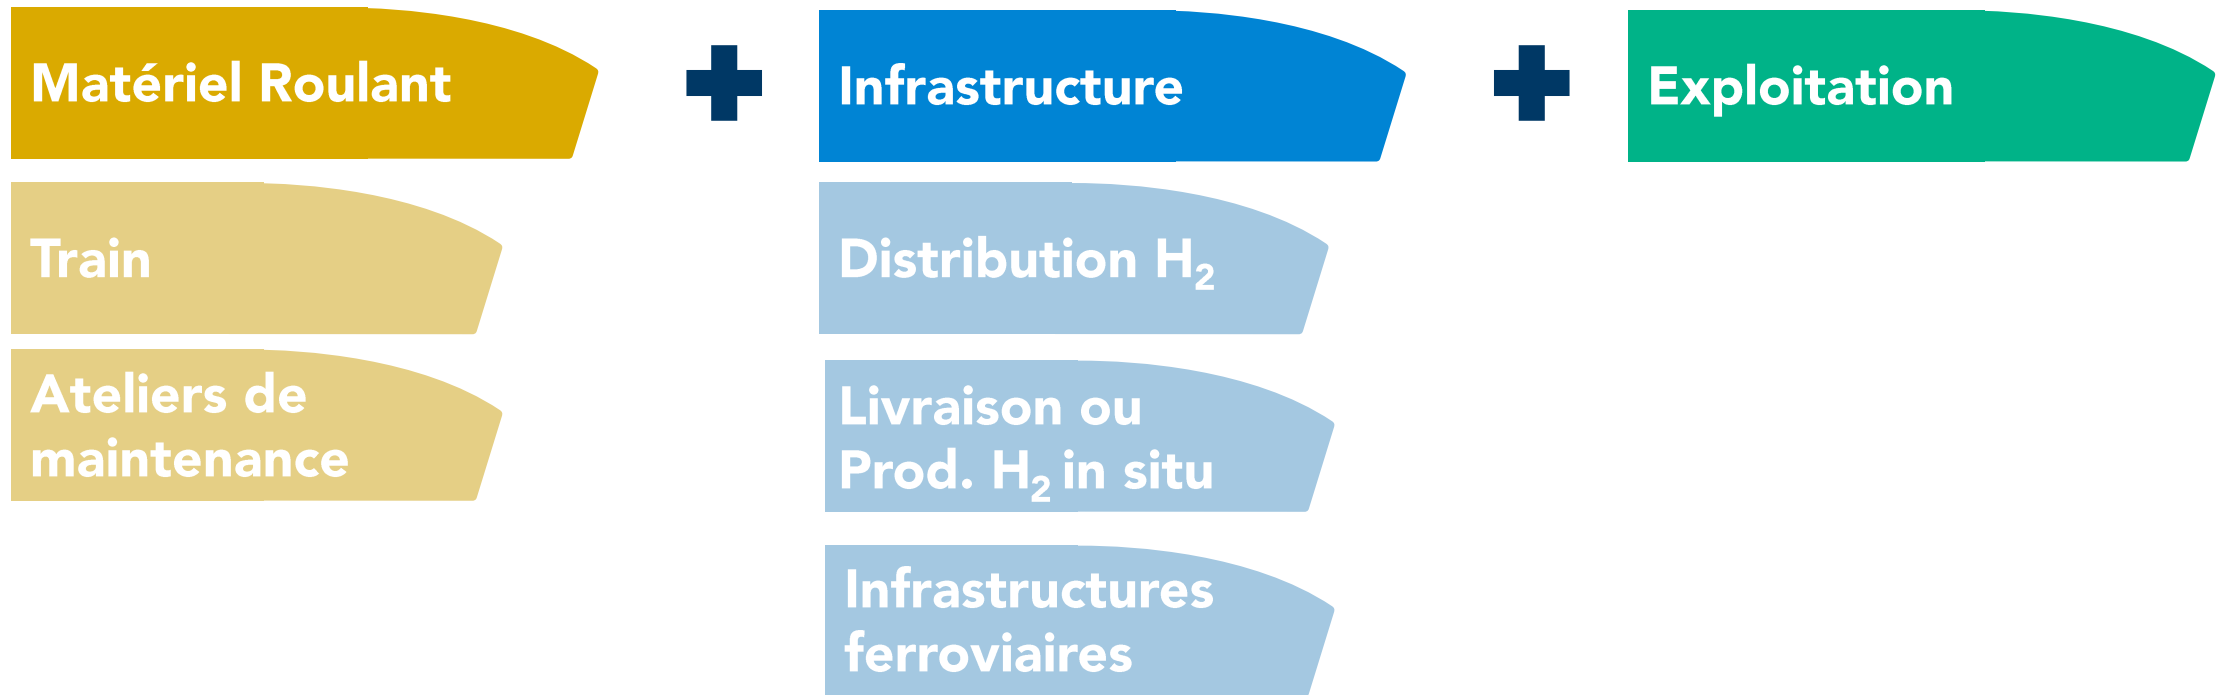 Matériel Roulant
Train
Ateliers de
maintenance
Infrastructure
Distribution H₂
Livraison ou
Prod. H₂ in situ
Infrastructures
ferroviaires
Exploitation